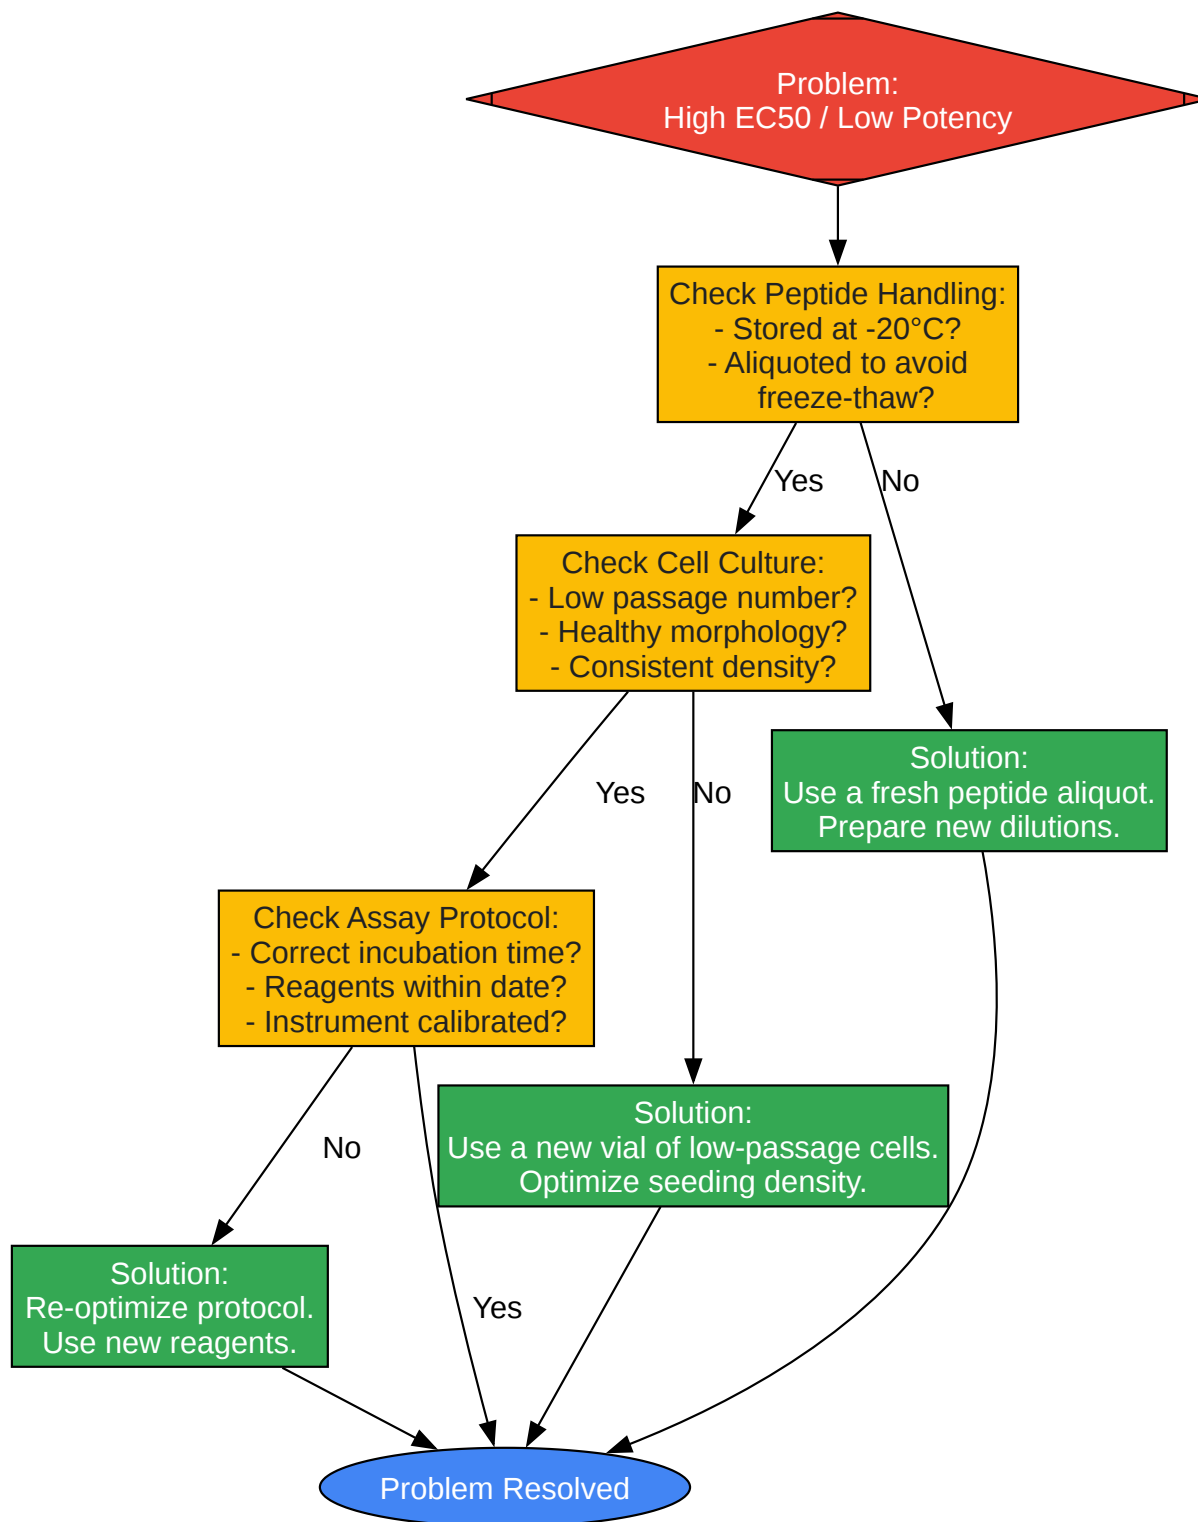 Problem:
High EC50 / Low Potency
Check Peptide Handling:
- Stored at -20°C?
- Aliquoted to avoid
freeze-thaw?
Yes
No
Check Cell Culture:
- Low passage number?
- Healthy morphology?
- Consistent density?
Solution:
Use a fresh peptide aliquot.
Prepare new dilutions.
Yes
No
Check Assay Protocol:
- Correct incubation time?
- Reagents within date?
- Instrument calibrated?
Solution:
Use a new vial of low-passage cells.
Optimize seeding density.
No
Solution:
Re-optimize protocol.
Use new reagents.
Yes
Problem Resolved